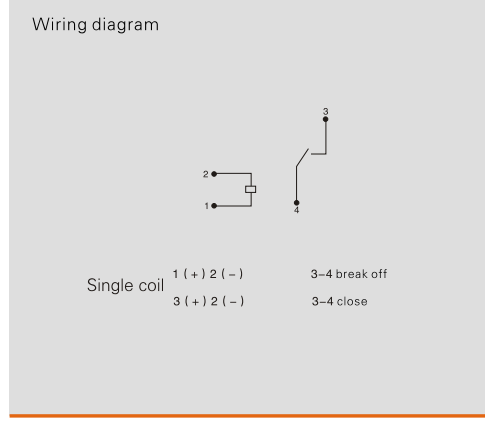 Wiring diagram
3
2
1
4
Single coil
1 ( + ) 2 ( – ) 3–4 break off
3 ( + ) 2 ( – ) 3–4 close